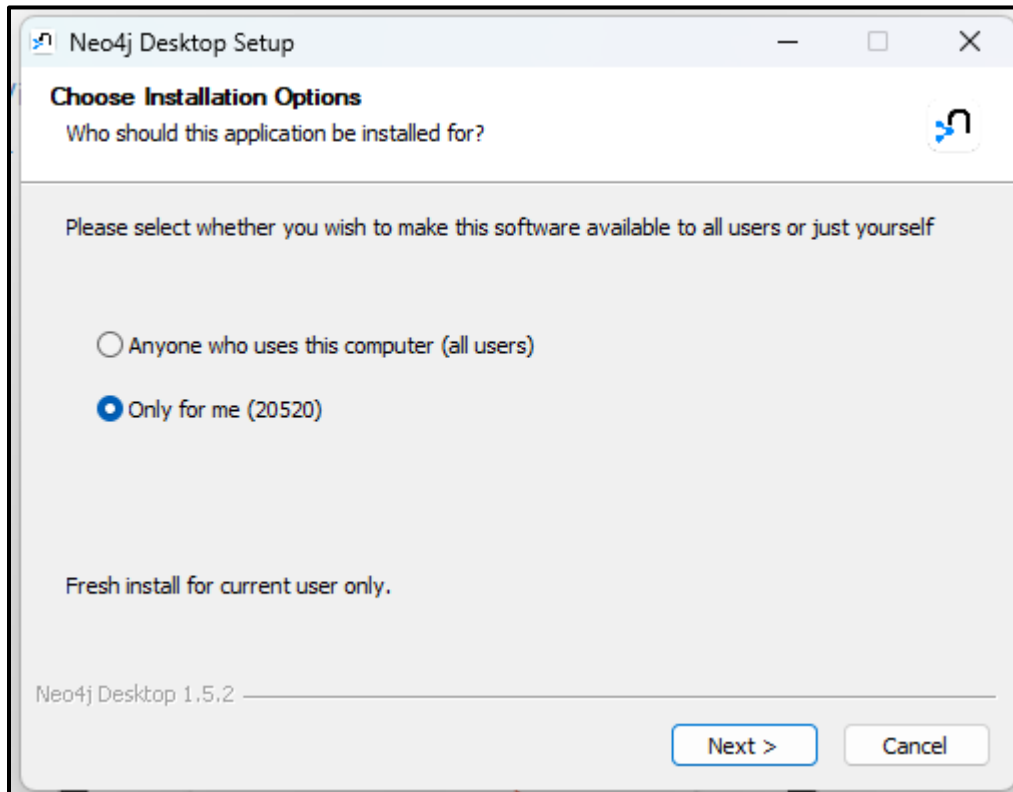 Neo4j Desktop Setup
Choose Installation Options
Who should this application be installed for?
Please select whether you wish to make this software available to all users or just yourself
Anyone who uses this computer (all users)
Only for me (20520)
Fresh install for current user only.
Neo4j Desktop 1.5.2
Next >
Cancel